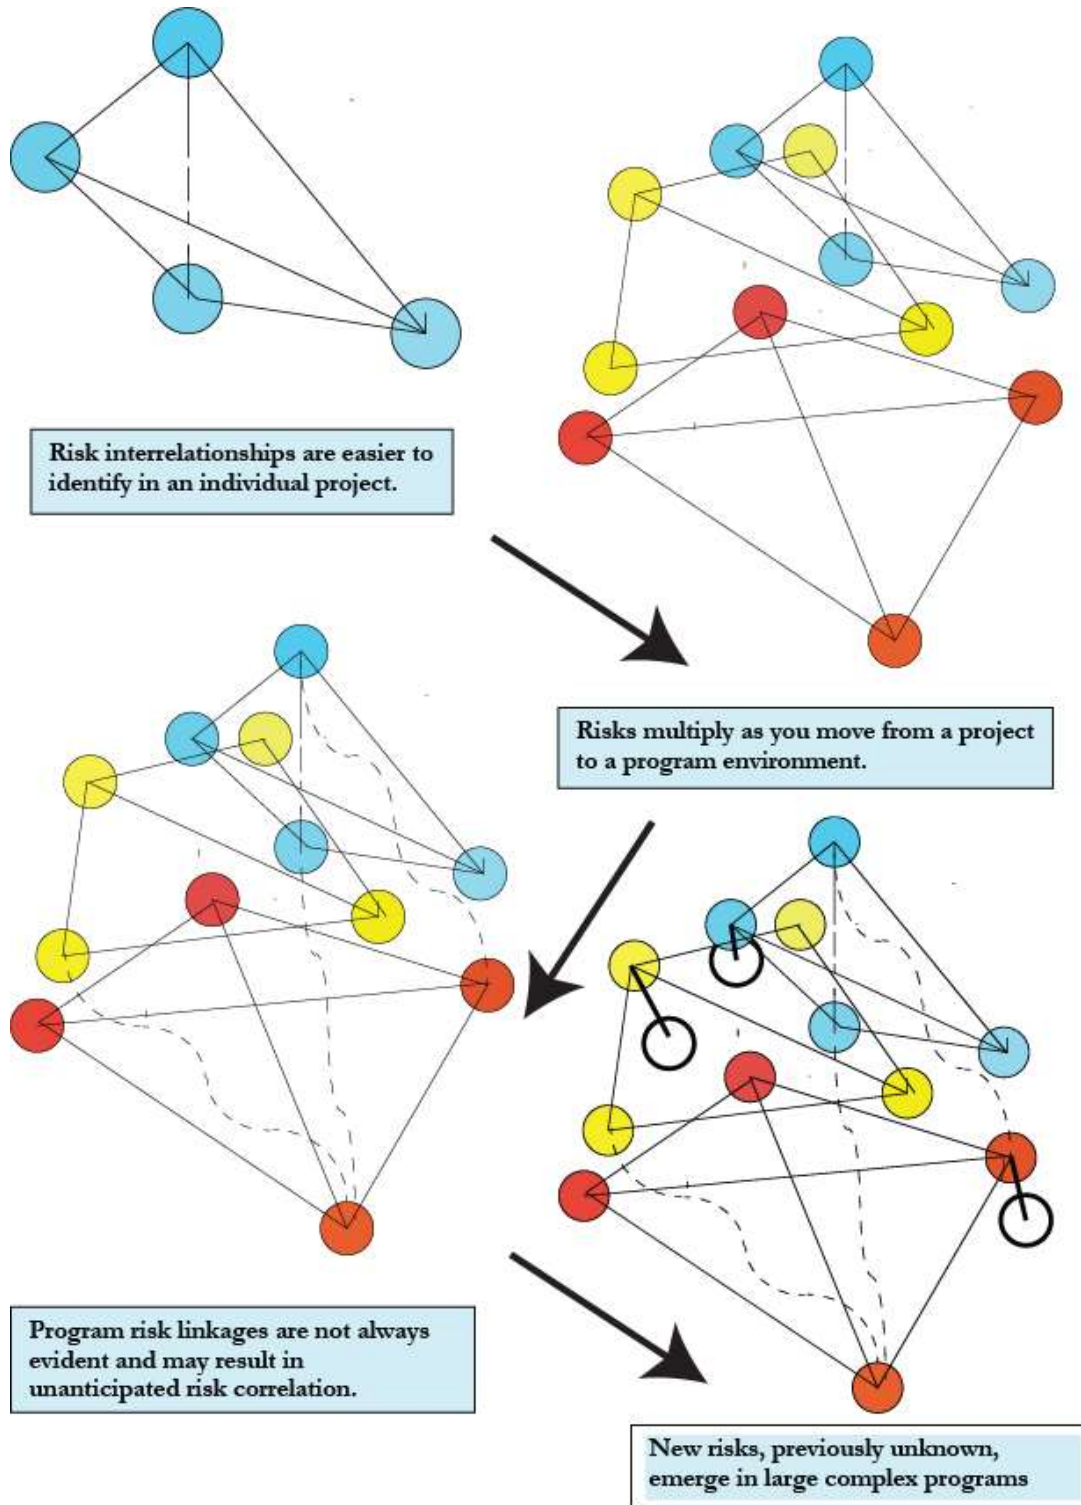 Risk interrelationships are easier to
identify in an individual project.
Risks multiply as you move from a project
to a program environment.
Program risk linkages are not always
evident and may result in
unanticipated risk correlation.
New risks, previously unknown,
emerge in large complex programs